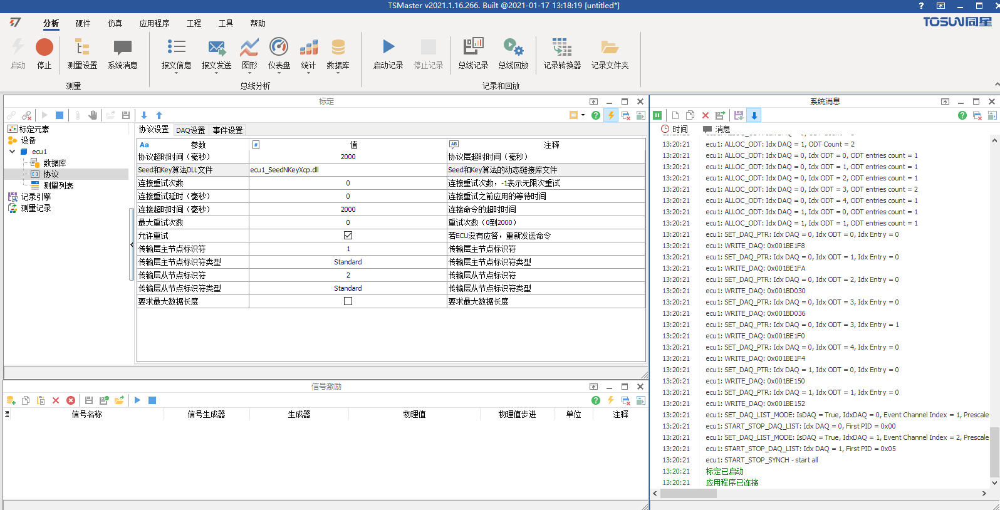 TSMaster v2021.1.16.266. Built @2021-01-17 13:18:19 [untitled*]
分析 硬件 仿真 应用程序 工程 工具 帮助
TOSUN同星
启动 停止 测量设置 系统消息 报文信息 报文发送 图形 仪表盘 统计 数据库 启动记录 停止记录 总线记录 总线回放 记录转换器 记录文件夹
测量 总线分析 记录和回放
标定
标定元素
设备
ecu1
数据库
协议
测量列表
记录引擎
测量记录
协议设置 DAQ设置 事件设置
参数 值 注释
协议超时时间（毫秒） 2000 协议层超时时间（毫秒）
Seed和Key算法DLL文件 ecu1_SeedNKeyXcp.dll Seed和Key算法的动态链接库文件
连接重试次数 0 连接重试次数，-1表示无限次重试
连接重试延时（毫秒） 0 连接重试之前应用的等待时间
连接超时时间（毫秒） 2000 连接命令的超时时间
最大重试次数 0 重试次数（0到2000）
允许重试 若ECU没有应答，重新发送命令
传输层主节点标识符 1 传输层主节点标识符
传输层主节点标识符类型 Standard 传输层主节点标识符类型
传输层从节点标识符 2 传输层从节点标识符
传输层从节点标识符类型 Standard 传输层从节点标识符类型
要求最大数据长度 要求最大数据长度
信号激励
信号名称 信号生成器 生成器 物理值 物理值步进 单位 注释
系统消息
时间 消息
13:20:21 ecu1: ALLOC_ODT: Idx DAQ = 1, ODT Count = 2
13:20:21 ecu1: ALLOC_ODT: Idx DAQ = 0, Idx ODT = 0, ODT entries count = 1
13:20:21 ecu1: ALLOC_ODT: Idx DAQ = 0, Idx ODT = 1, ODT entries count = 1
13:20:21 ecu1: ALLOC_ODT: Idx DAQ = 0, Idx ODT = 2, ODT entries count = 1
13:20:21 ecu1: ALLOC_ODT: Idx DAQ = 0, Idx ODT = 3, ODT entries count = 2
13:20:21 ecu1: ALLOC_ODT: Idx DAQ = 0, Idx ODT = 4, ODT entries count = 1
13:20:21 ecu1: ALLOC_ODT: Idx DAQ = 1, Idx ODT = 0, ODT entries count = 1
13:20:21 ecu1: ALLOC_ODT: Idx DAQ = 1, Idx ODT = 1, ODT entries count = 1
13:20:21 ecu1: SET_DAQ_PTR: Idx DAQ = 0, Idx ODT = 0, Idx Entry = 0
13:20:21 ecu1: WRITE_DAQ: 0x001BE1F8
13:20:21 ecu1: SET_DAQ_PTR: Idx DAQ = 0, Idx ODT = 1, Idx Entry = 0
13:20:21 ecu1: WRITE_DAQ: 0x001BE1FA
13:20:21 ecu1: SET_DAQ_PTR: Idx DAQ = 0, Idx ODT = 2, Idx Entry = 0
13:20:21 ecu1: WRITE_DAQ: 0x001BD030
13:20:21 ecu1: SET_DAQ_PTR: Idx DAQ = 0, Idx ODT = 3, Idx Entry = 0
13:20:21 ecu1: WRITE_DAQ: 0x001BD036
13:20:21 ecu1: SET_DAQ_PTR: Idx DAQ = 0, Idx ODT = 3, Idx Entry = 1
13:20:21 ecu1: WRITE_DAQ: 0x001BE1F0
13:20:21 ecu1: SET_DAQ_PTR: Idx DAQ = 0, Idx ODT = 4, Idx Entry = 0
13:20:21 ecu1: WRITE_DAQ: 0x001BE1F4
13:20:21 ecu1: SET_DAQ_PTR: Idx DAQ = 1, Idx ODT = 0, Idx Entry = 0
13:20:21 ecu1: WRITE_DAQ: 0x001BE150
13:20:21 ecu1: SET_DAQ_PTR: Idx DAQ = 1, Idx ODT = 1, Idx Entry = 0
13:20:21 ecu1: WRITE_DAQ: 0x001BE152
13:20:21 ecu1: SET_DAQ_LIST_MODE: IsDAQ = True, IdxDAQ = 0, Event Channel Index = 1, Prescale
13:20:21 ecu1: START_STOP_DAQ_LIST: Idx DAQ = 0, First PID = 0x00
13:20:21 ecu1: SET_DAQ_LIST_MODE: IsDAQ = True, IdxDAQ = 1, Event Channel Index = 2, Prescale
13:20:21 ecu1: START_STOP_DAQ_LIST: Idx DAQ = 1, First PID = 0x05
13:20:21 ecu1: START_STOP_SYNCH - start all
13:20:21 标定已启动
13:20:21 应用程序已连接